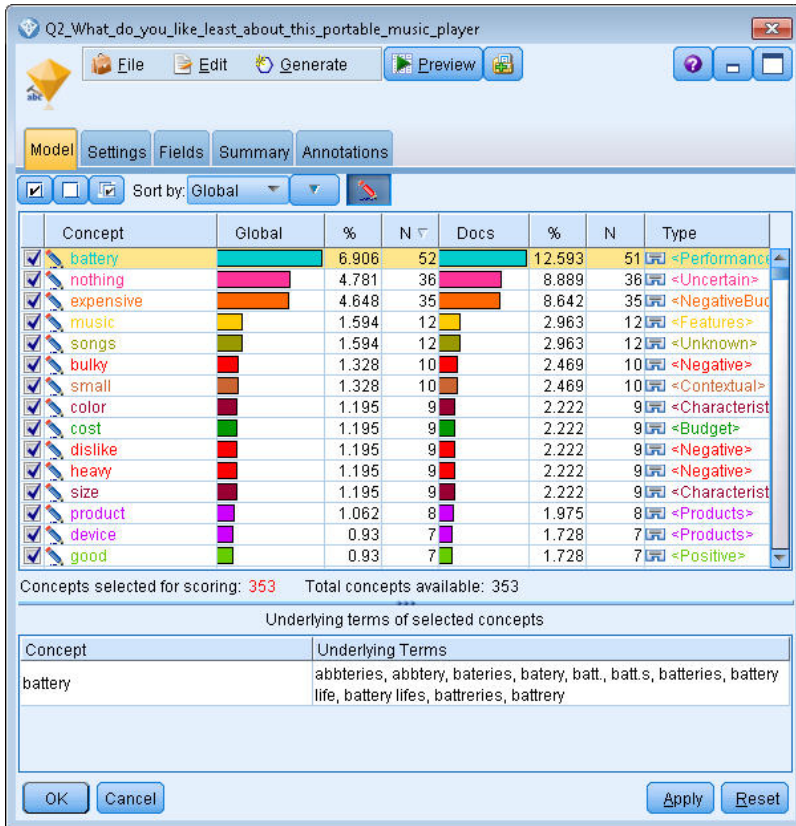 Q2_What_do_you_like_least_about_this_portable_music_player
File Edit Generate Preview
abc
Model Settings Fields Summary Annotations
Sort by: Global
Concept Global % N Docs % N Type
battery 6.906 52 12.593 51 <Performance
nothing 4.781 36 8.889 36 <Uncertain>
expensive 4.648 35 8.642 35 <NegativeBud
music 1.594 12 2.963 12 <Features>
songs 1.594 12 2.963 12 <Unknown>
bulky 1.328 10 2.469 10 <Negative>
small 1.328 10 2.469 10 <Contextual>
color 1.195 9 2.222 9 <Characterist
cost 1.195 9 2.222 9 <Budget>
dislike 1.195 9 2.222 9 <Negative>
heavy 1.195 9 2.222 9 <Negative>
size 1.195 9 2.222 9 <Characterist
product 1.062 8 1.975 8 <Products>
device 0.93 7 1.728 7 <Products>
good 0.93 7 1.728 7 <Positive>
Concepts selected for scoring: 353 Total concepts available: 353
Underlying terms of selected concepts
Concept Underlying Terms
battery abbteries, abbtery, bateries, batery, batt., batt.s, batteries, battery
life, battery lifes, battreries, battrery
OK Cancel Apply Reset